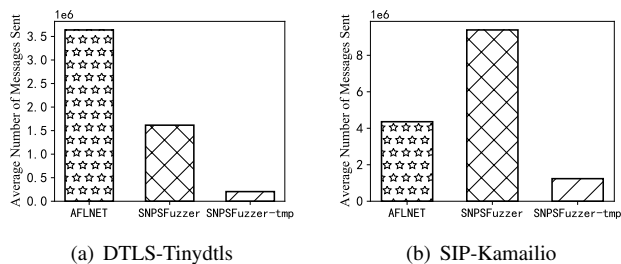 1e6
Average Number of Messages Sent
3.5
3.0
2.5
2.0
1.5
1.0
0.5
0.0
AFLNET
SNPSFuzzer
SNPSFuzzer-tmp
(a) DTLS-Tinydtls
1e6
Average Number of Messages Sent
8
6
4
2
0
AFLNET
SNPSFuzzer
SNPSFuzzer-tmp
(b) SIP-Kamailio